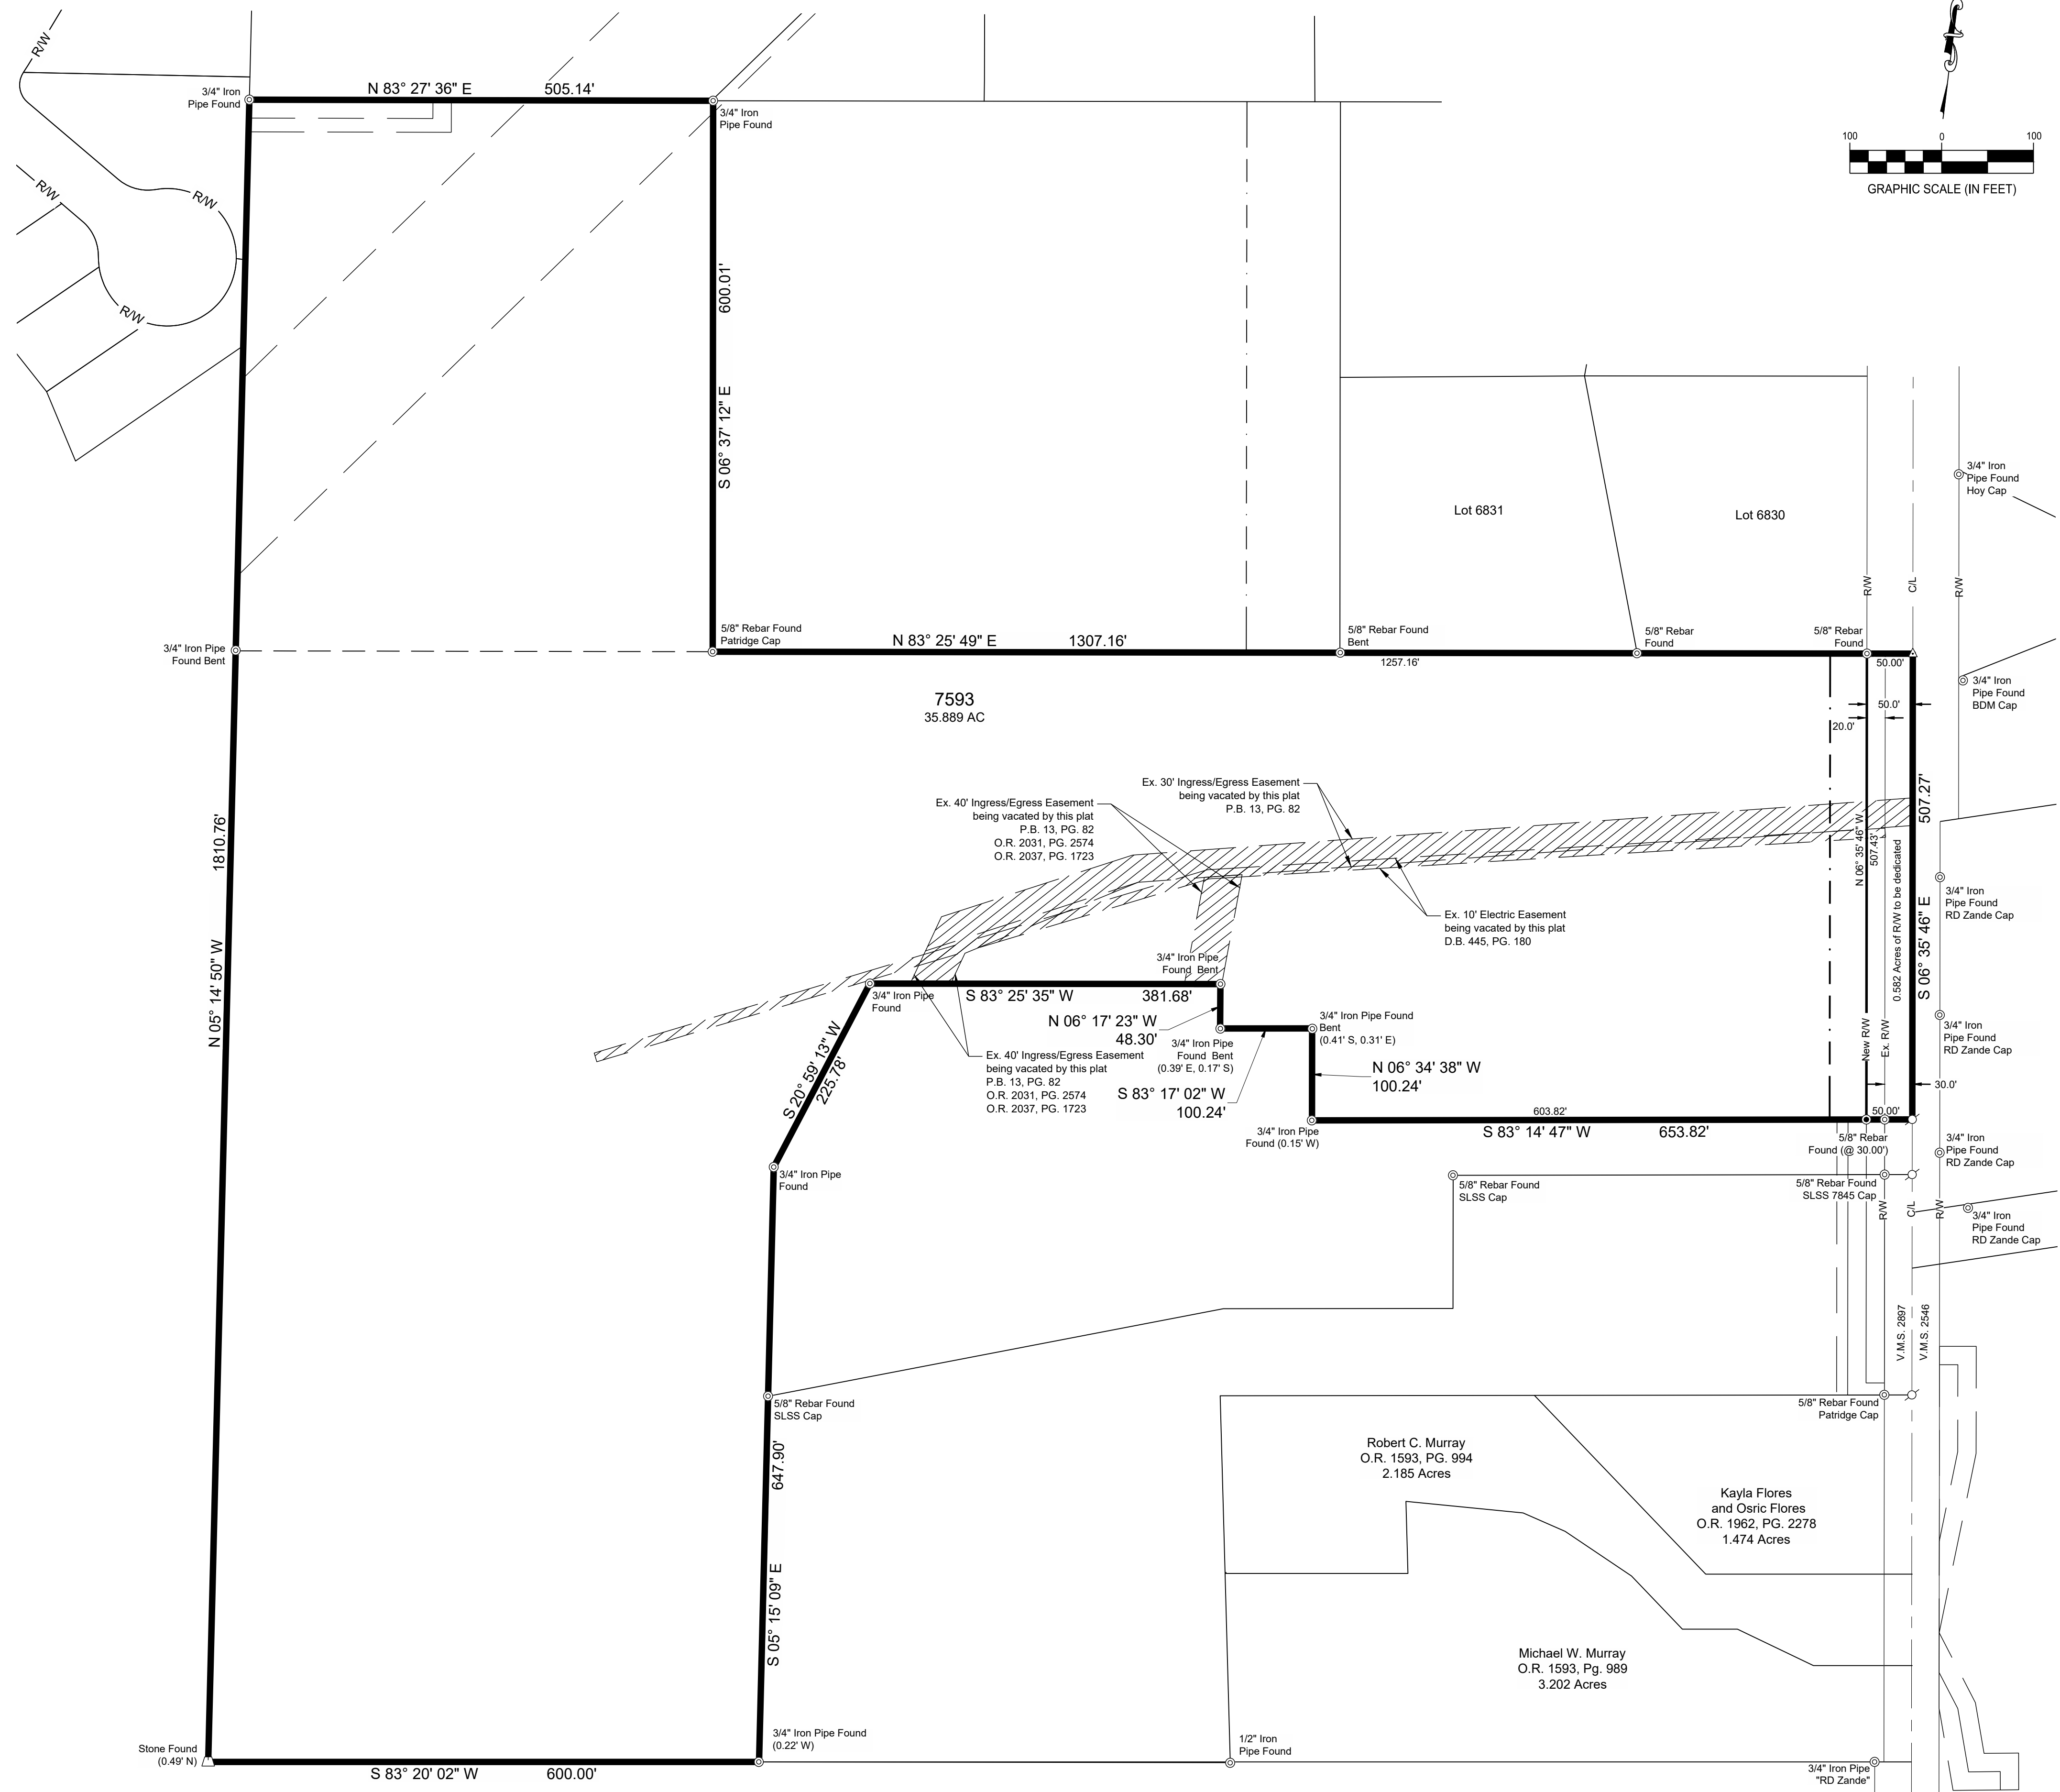 R/W
N 83° 27' 36" E 505.14'
3/4" Iron
Pipe Found
3/4" Iron
Pipe Found
100 0 100
GRAPHIC SCALE (IN FEET)
R/W
R/W
R/W
600.01'
S 06° 37' 12" E
Lot 6831
Lot 6830
3/4" Iron
Pipe Found
Hoy Cap
R/W
C/L
R/W
3/4" Iron Pipe
Found Bent
5/8" Rebar Found
Patridge Cap
N 83° 25' 49" E 1307.16'
5/8" Rebar Found
Bent
5/8" Rebar
Found
5/8" Rebar
Found
1257.16'
50.00'
3/4" Iron
Pipe Found
BDM Cap
7593
35.889 AC
50.0'
20.0'
Ex. 30' Ingress/Egress Easement
being vacated by this plat
P.B. 13, PG. 82
Ex. 40' Ingress/Egress Easement
being vacated by this plat
P.B. 13, PG. 82
O.R. 2031, PG. 2574
O.R. 2037, PG. 1723
1810.76'
N 05° 14' 50" W
N 06° 35' 46" W
507.43'
0.582 Acres of R/W to be dedicated
507.27'
S 06° 35' 46" E
3/4" Iron
Pipe Found
RD Zande Cap
Ex. 10' Electric Easement
being vacated by this plat
D.B. 445, PG. 180
3/4" Iron Pipe
Found Bent
3/4" Iron Pipe
Found
S 83° 25' 35" W 381.68'
N 06° 17' 23" W
48.30'
3/4" Iron Pipe
Found Bent
(0.39' E, 0.17' S)
3/4" Iron Pipe Found
Bent
(0.41' S, 0.31' E)
New R/W
Ex. R/W
3/4" Iron
Pipe Found
RD Zande Cap
Ex. 40' Ingress/Egress Easement
being vacated by this plat
P.B. 13, PG. 82
O.R. 2031, PG. 2574
O.R. 2037, PG. 1723
S 20° 59' 13" W
225.78'
S 83° 17' 02" W
100.24'
N 06° 34' 38" W
100.24'
30.0'
603.82'
50.00'
3/4" Iron Pipe
Found (0.15' W)
S 83° 14' 47" W 653.82'
5/8" Rebar
Found (@ 30.00')
3/4" Iron
Pipe Found
RD Zande Cap
3/4" Iron Pipe
Found
5/8" Rebar Found
SLSS Cap
5/8" Rebar Found
SLSS 7845 Cap
R/W
C/L
R/W
3/4" Iron
Pipe Found
RD Zande Cap
V.M.S. 2897
V.M.S. 2546
5/8" Rebar Found
SLSS Cap
5/8" Rebar Found
Patridge Cap
Robert C. Murray
O.R. 1593, PG. 994
2.185 Acres
647.90'
S 05° 15' 09" E
Kayla Flores
and Osric Flores
O.R. 1962, PG. 2278
1.474 Acres
Michael W. Murray
O.R. 1593, Pg. 989
3.202 Acres
Stone Found
(0.49' N)
3/4" Iron Pipe Found
(0.22' W)
1/2" Iron
Pipe Found
3/4" Iron Pipe
"RD Zande"
S 83° 20' 02" W 600.00'